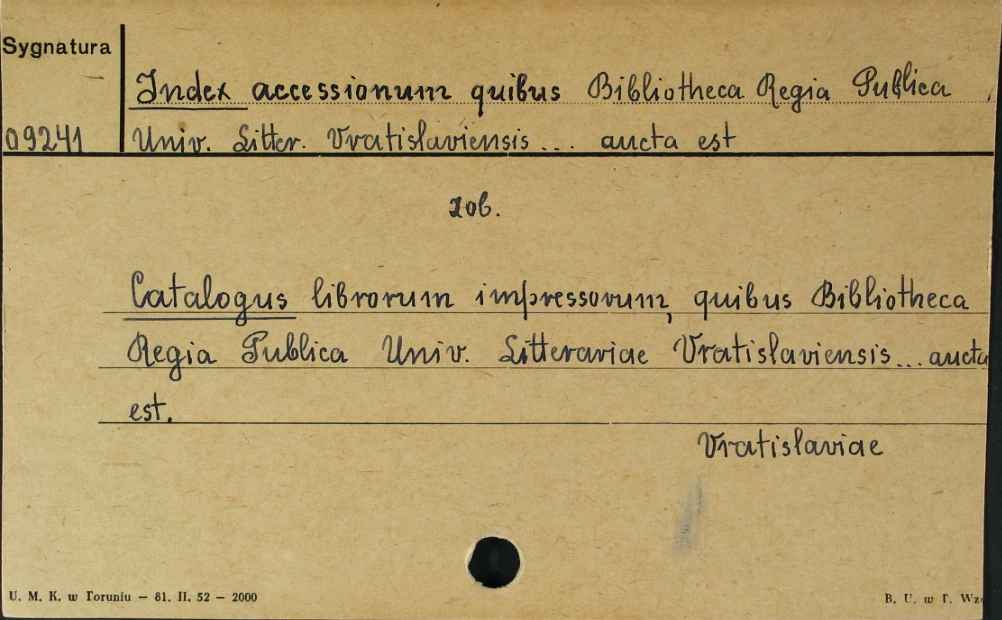 Sygnatura
Index accessionum quibus Bibliotheca Regia Publica
09241
Univ. Litter. Vratislaviensis ... aucta est
zob.
Catalogus librorum impressorum, quibus Bibliotheca
Regia Publica Univ. Litterariae Vratislaviensis ... aucta
est.
Vratislaviae
U. M. K. w Toruniu — 81. II. 52 — 2000
B. U. w T. Wz